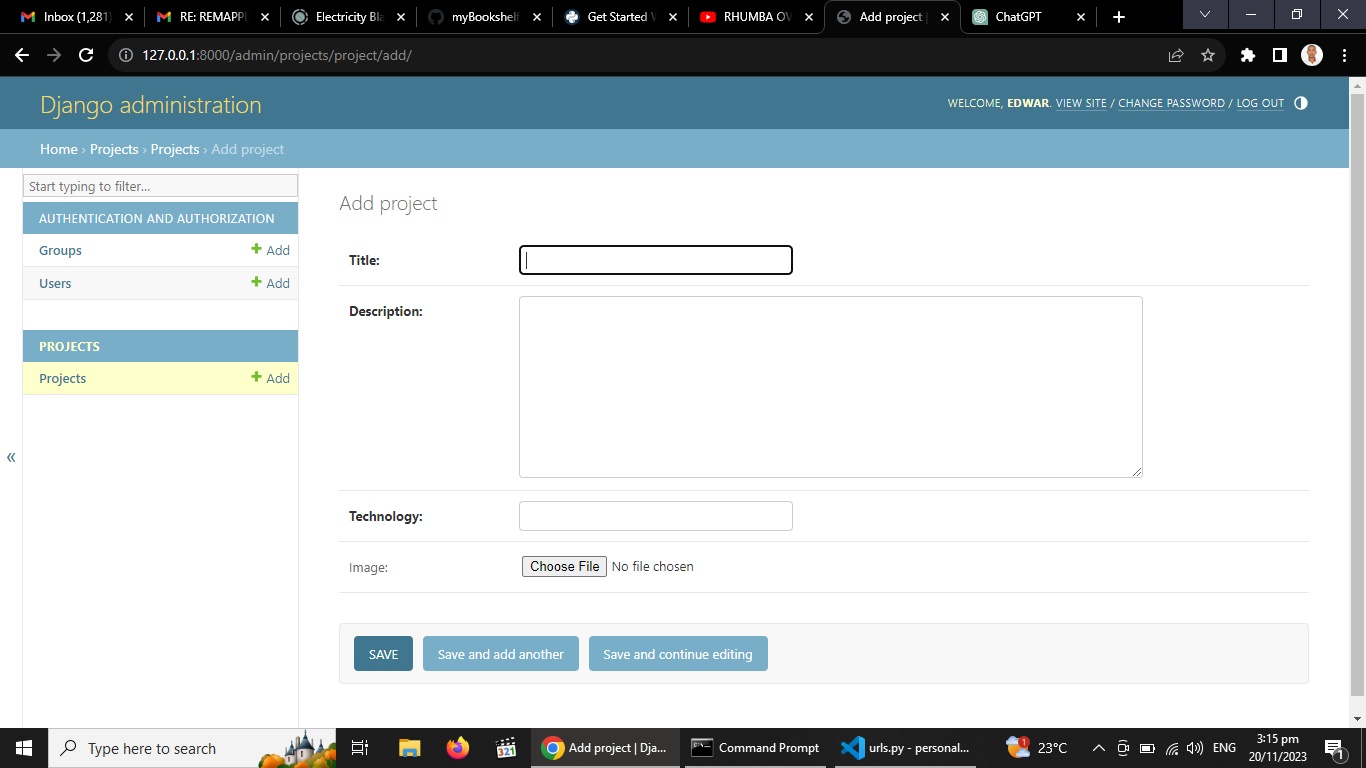 Inbox (1,281)
RE: REMAPPI
Electricity Bla
myBookshelf
Get Started W
RHUMBA OV
Add project |
ChatGPT
127.0.0.1:8000/admin/projects/project/add/
Django administration
WELCOME, EDWAR. VIEW SITE / CHANGE PASSWORD / LOG OUT
Home › Projects › Projects › Add project
Start typing to filter...
AUTHENTICATION AND AUTHORIZATION
Groups + Add
Users + Add
PROJECTS
Projects + Add
«
Add project
Title:
Description:
Technology:
Image: Choose File No file chosen
SAVE Save and add another Save and continue editing
Type here to search
321
Add project | Dja...
Command Prompt
urls.py - personal...
1
23°C
ENG
3:15 pm
20/11/2023
1